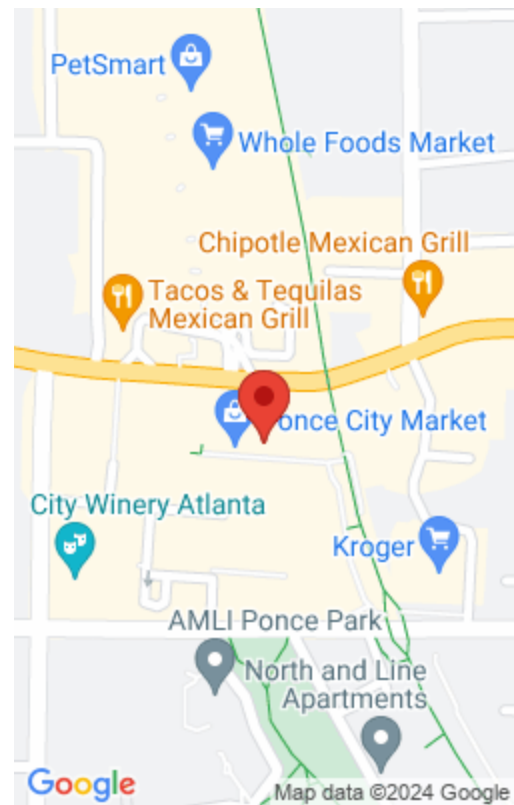 PetSmart
Whole Foods Market
Chipotle Mexican Grill
Tacos & Tequilas
Mexican Grill
once City Market
City Winery Atlanta
Kroger
AMLI Ponce Park
North and Line
Apartments
Google
Map data ©2024 Google